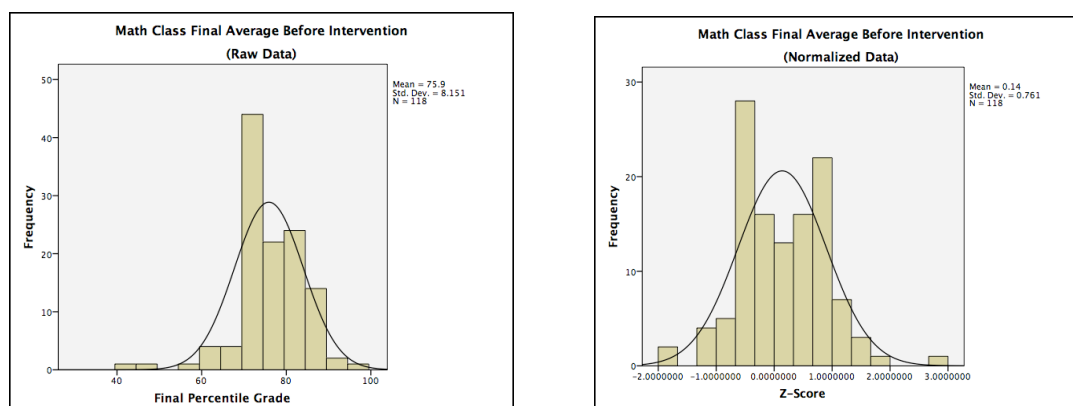 Math Class Final Average Before Intervention
(Raw Data)
Mean = 75.9
Std. Dev. = 8.151
N = 118
50
40
30
20
10
0
Frequency
40 60 80 100
Final Percentile Grade
Math Class Final Average Before Intervention
(Normalized Data)
Mean = 0.14
Std. Dev. = 0.761
N = 118
30
20
10
0
Frequency
-2.0000000 -1.0000000 0.0000000 1.0000000 2.0000000 3.0000000
Z-Score